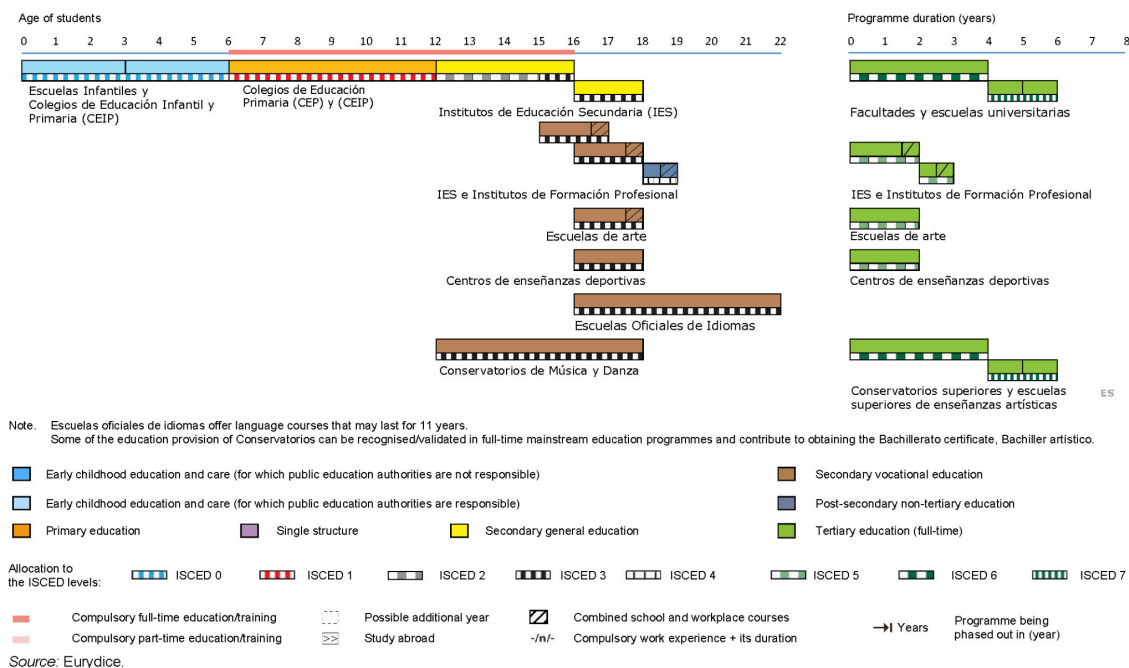 Age of students
Programme duration (years)
0 1 2 3 4 5 6 7 8 9 10 11 12 13 14 15 16 17 18 19 20 21 22
0 1 2 3 4 5 6 7 8
Escuelas Infantiles y
Colegios de Educación Infantil y
Primaria (CEIP)
Colegios de Educación
Primaria (CEP) y (CEIP)
Institutos de Educación Secundaria (IES)
Facultades y escuelas universitarias
IES e Institutos de Formación Profesional
IES e Institutos de Formación Profesional
Escuelas de arte
Escuelas de arte
Centros de enseñanzas deportivas
Centros de enseñanzas deportivas
Escuelas Oficiales de Idiomas
Conservatorios de Música y Danza
Conservatorios superiores y escuelas
superiores de enseñanzas artísticas
ES
Note. Escuelas oficiales de idiomas offer language courses that may last for 11 years.
Some of the education provision of Conservatorios can be recognised/validated in full-time mainstream education programmes and contribute to obtaining the Bachillerato certificate, Bachiller artistico.
Early childhood education and care (for which public education authorities are not responsible)
Secondary vocational education
Early childhood education and care (for which public education authorities are responsible)
Post-secondary non-tertiary education
Primary education
Single structure
Secondary general education
Tertiary education (full-time)
Allocation to
the ISCED levels:
ISCED 0
ISCED 1
ISCED 2
ISCED 3
ISCED 4
ISCED 5
ISCED 6
ISCED 7
Compulsory full-time education/training
Possible additional year
Combined school and workplace courses
Years
Programme being
phased out in (year)
Compulsory part-time education/training
>> Study abroad
-/n/- Compulsory work experience + its duration
Source: Eurydice.